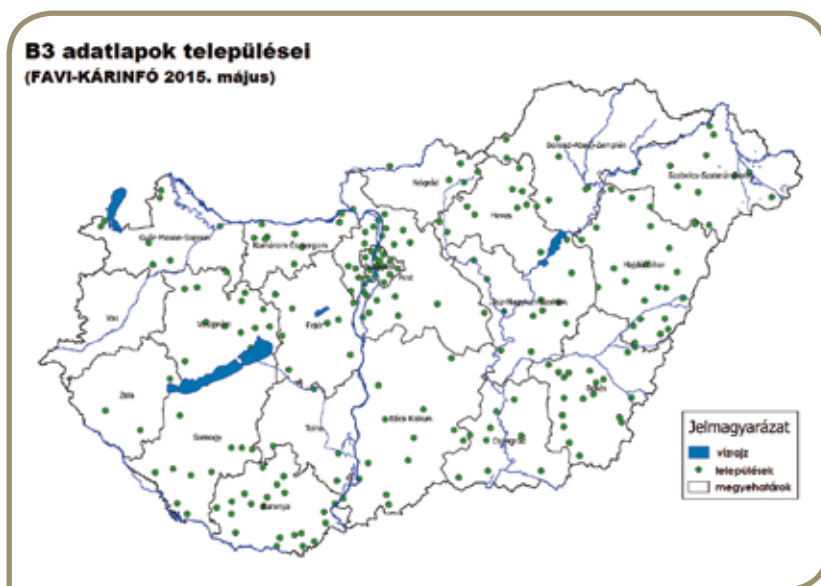 B3 adatlapok települései
(FAVI-KÁRINFÓ 2015. május)
Borsod-Abaúj-Zemplén
Szabolcs-Szatmár-Bereg
Nógrád
Heves
Győr-Moson-Sopron
Komárom-Esztergom
Hajdú-Bihar
Pest
Jász-Nagykun-Szolnok
Vas
Veszprém
Fejér
Zala
Somogy
Tolna
Bács-Kiskun
Békés
Csongrád
Baranya
Jelmagyarázat
vízrajz
települések
megyehatárok